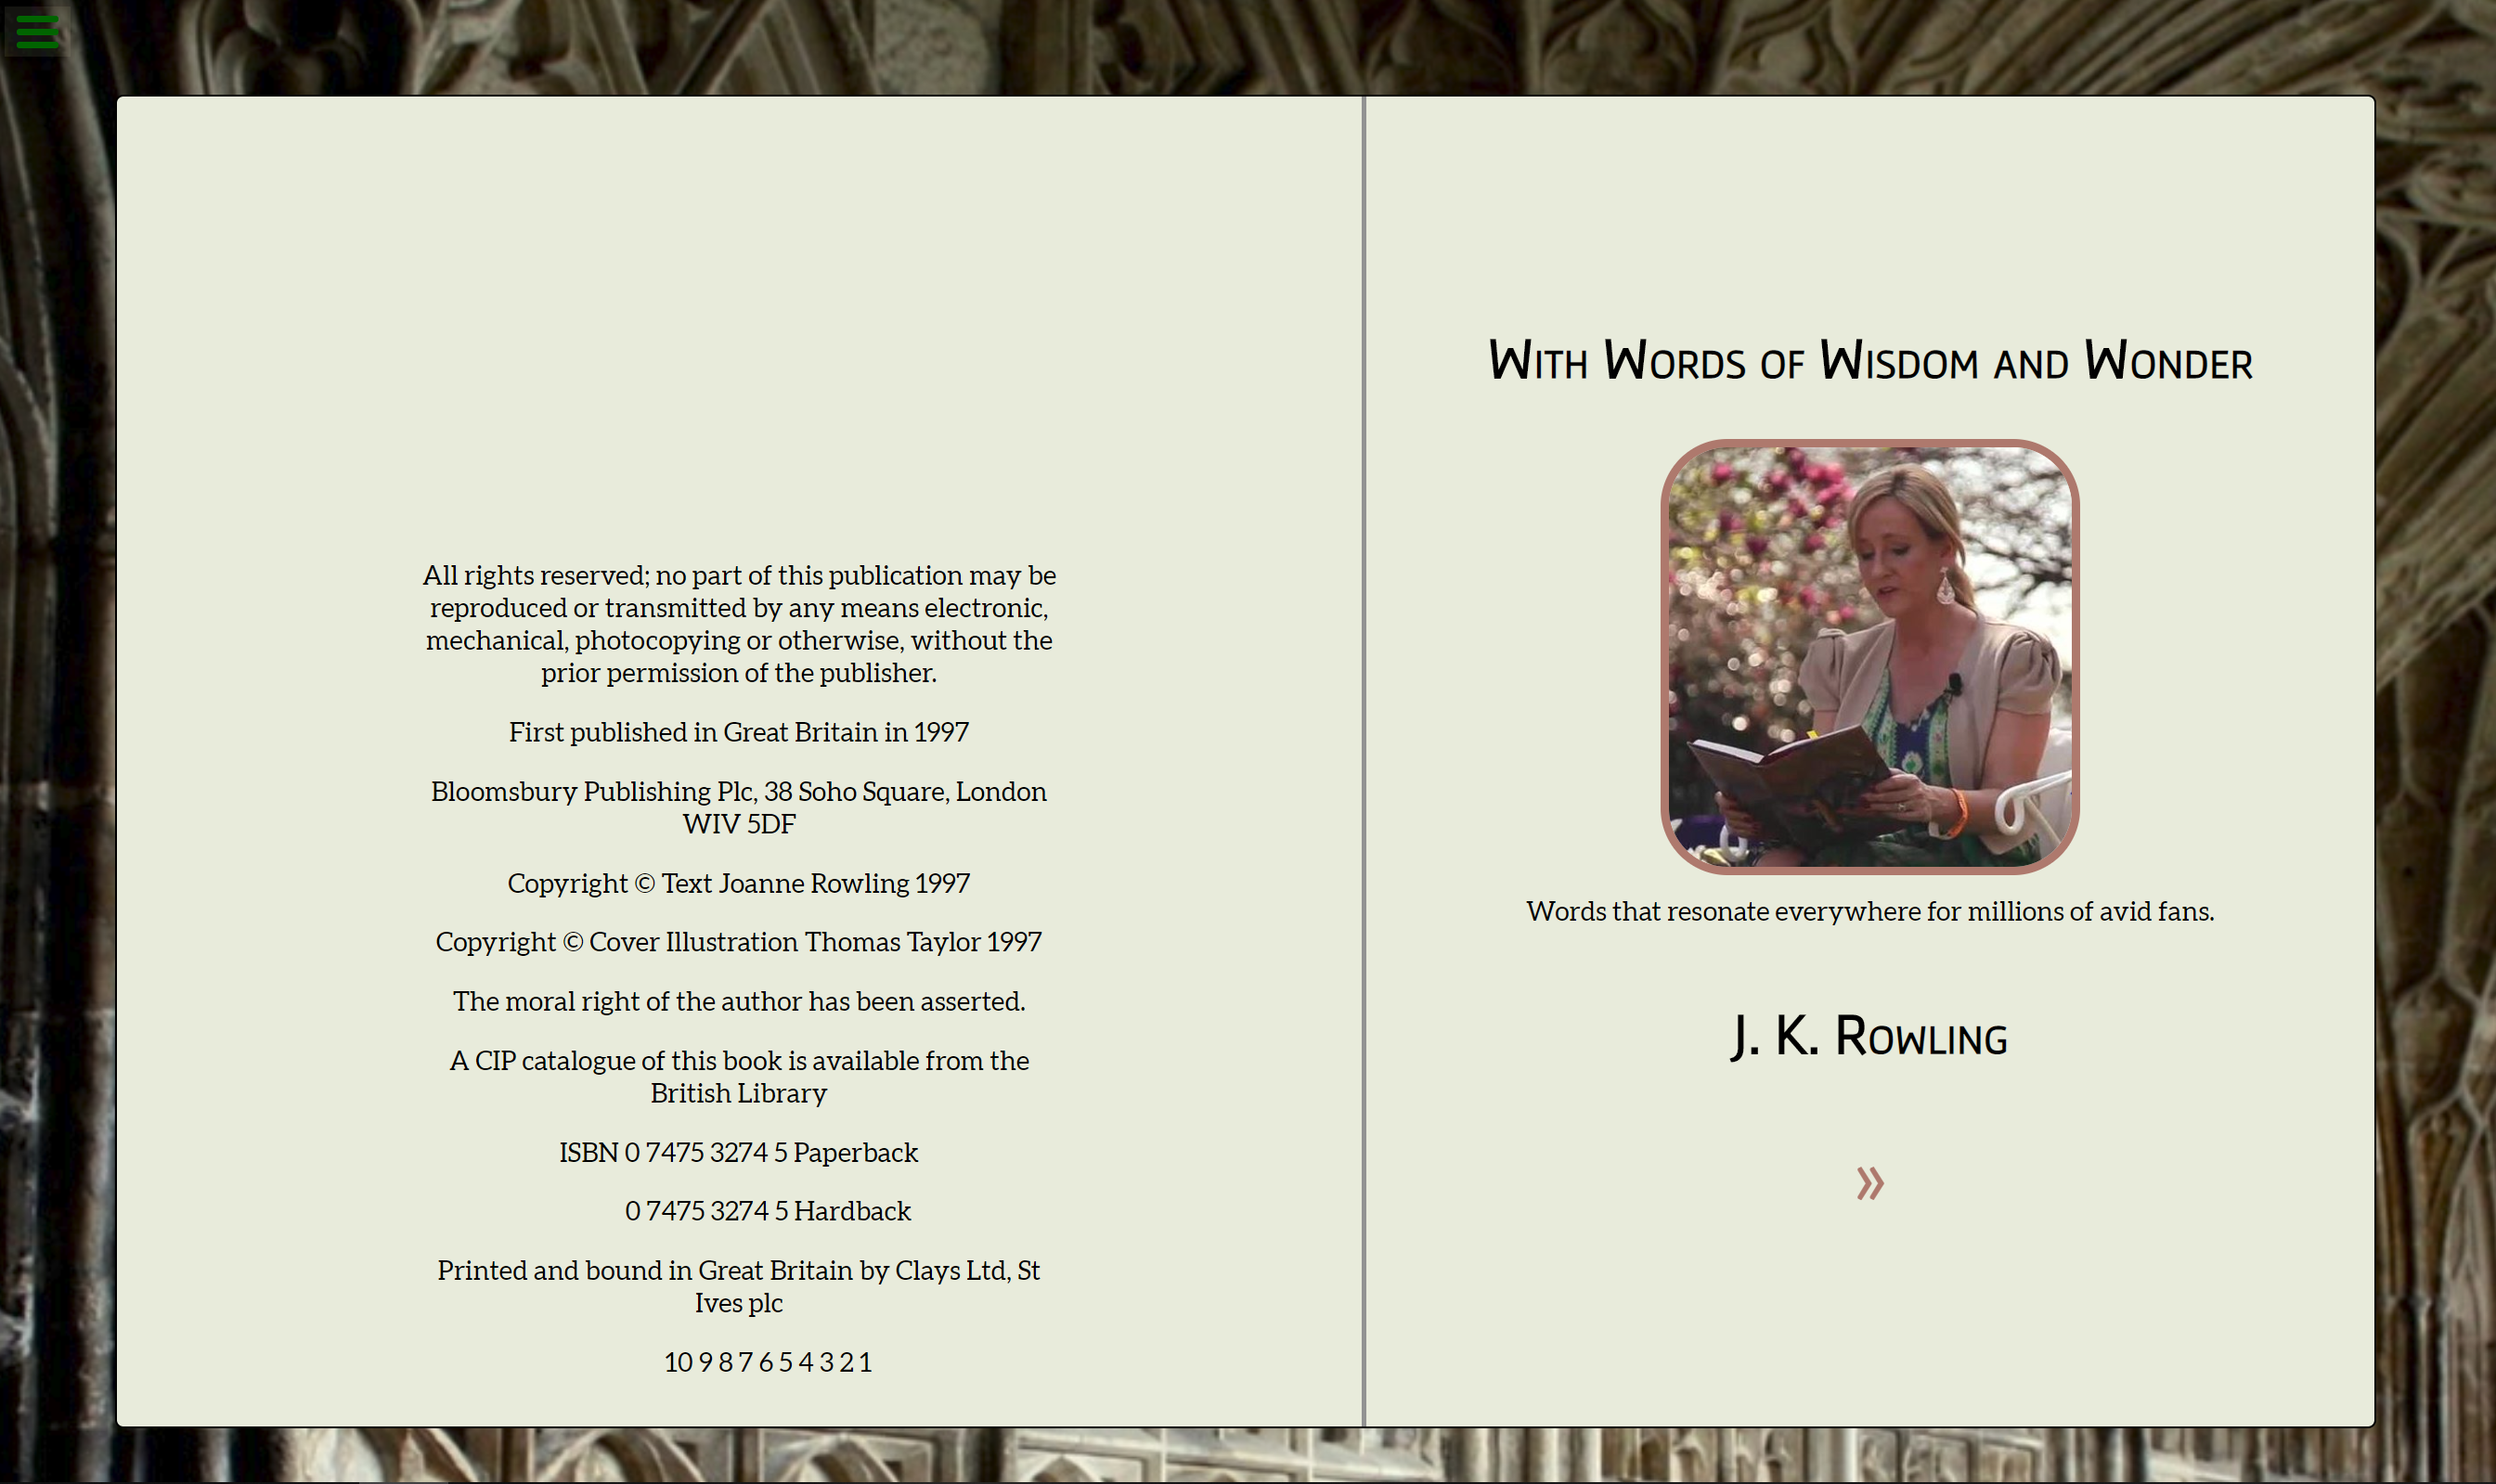 All rights reserved; no part of this publication may be
reproduced or transmitted by any means electronic,
mechanical, photocopying or otherwise, without the
prior permission of the publisher.
First published in Great Britain in 1997
Bloomsbury Publishing Plc, 38 Soho Square, London
WIV 5DF
Copyright © Text Joanne Rowling 1997
Copyright © Cover Illustration Thomas Taylor 1997
The moral right of the author has been asserted.
A CIP catalogue of this book is available from the
British Library
ISBN 0 7475 3274 5 Paperback
0 7475 3274 5 Hardback
Printed and bound in Great Britain by Clays Ltd, St
Ives plc
10 9 8 7 6 5 4 3 2 1
With Words of Wisdom and Wonder
Words that resonate everywhere for millions of avid fans.
J. K. Rowling
»